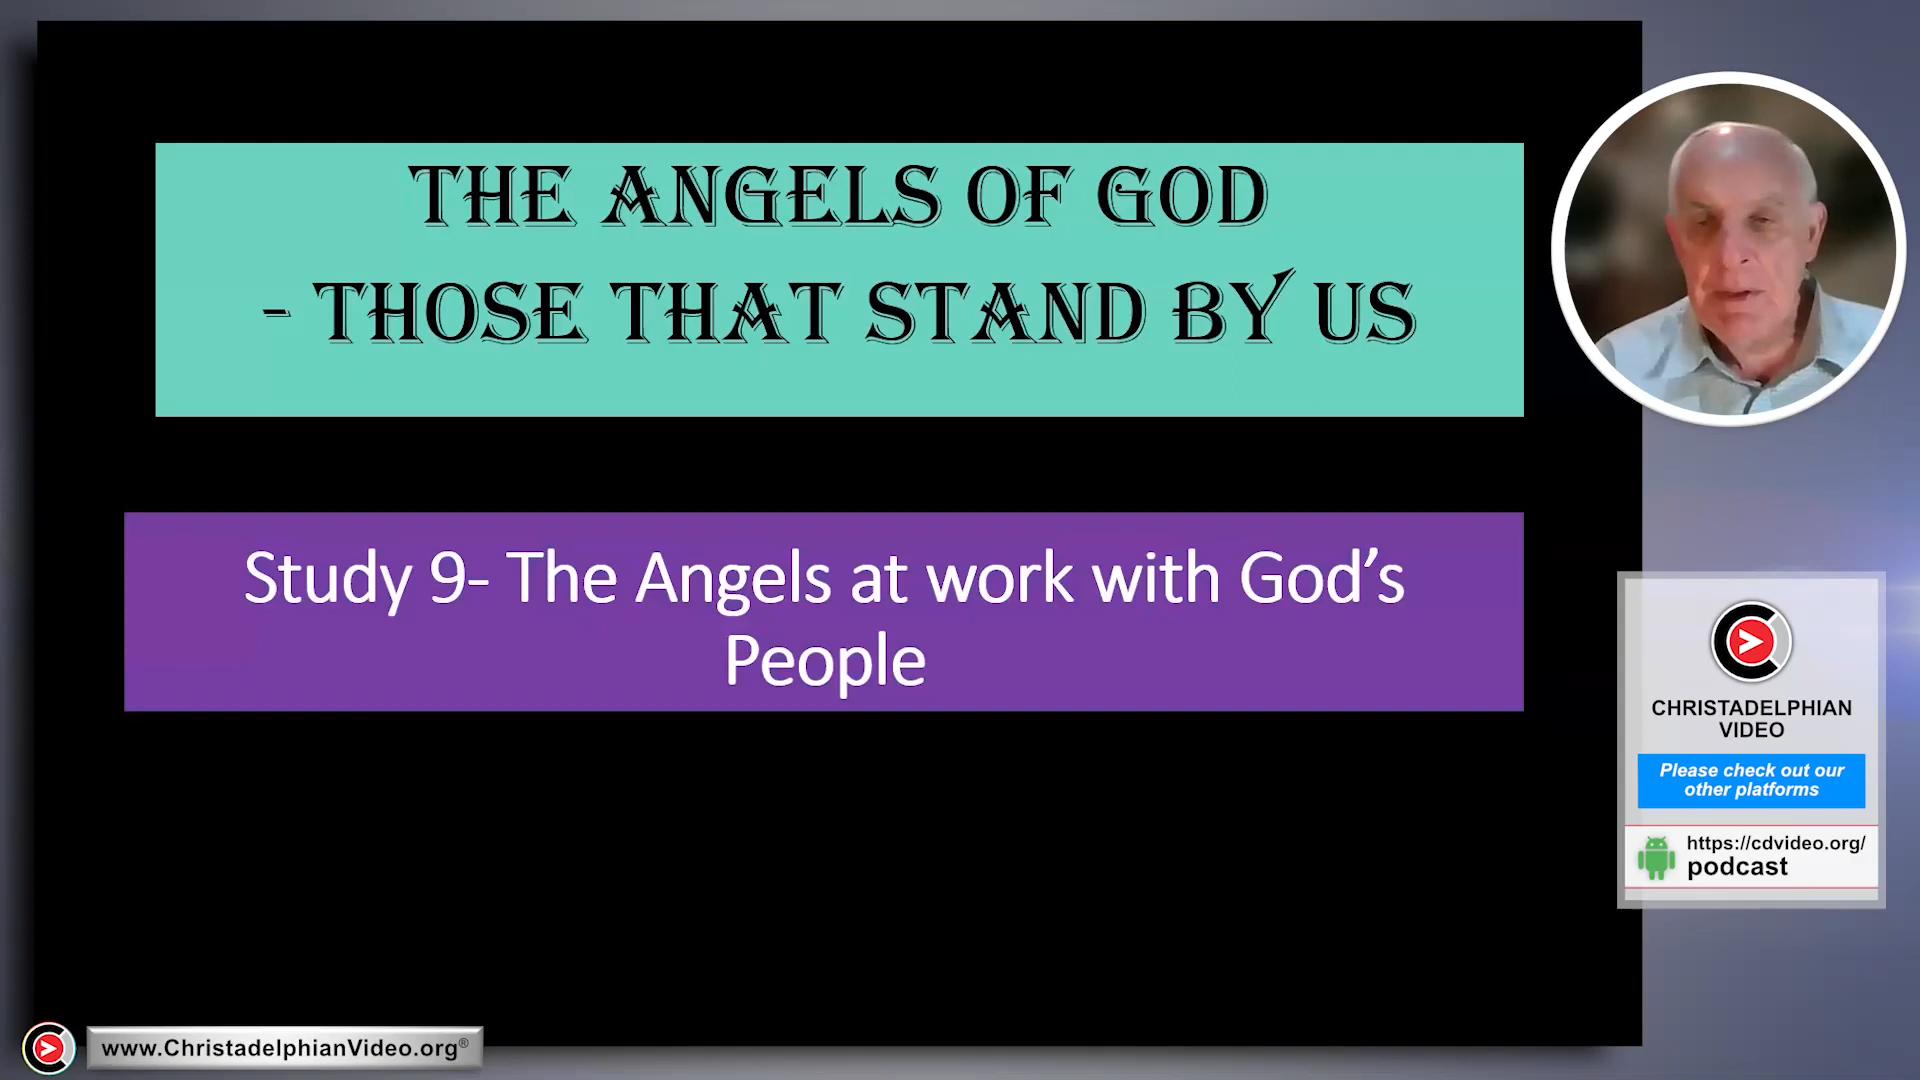 THE ANGELS OF GOD
- THOSE THAT STAND BY US
Study 9- The Angels at work with God’s
People
CHRISTADELPHIAN
VIDEO
Please check out our
other platforms
https://cdvideo.org/
podcast
www.ChristadelphianVideo.org®